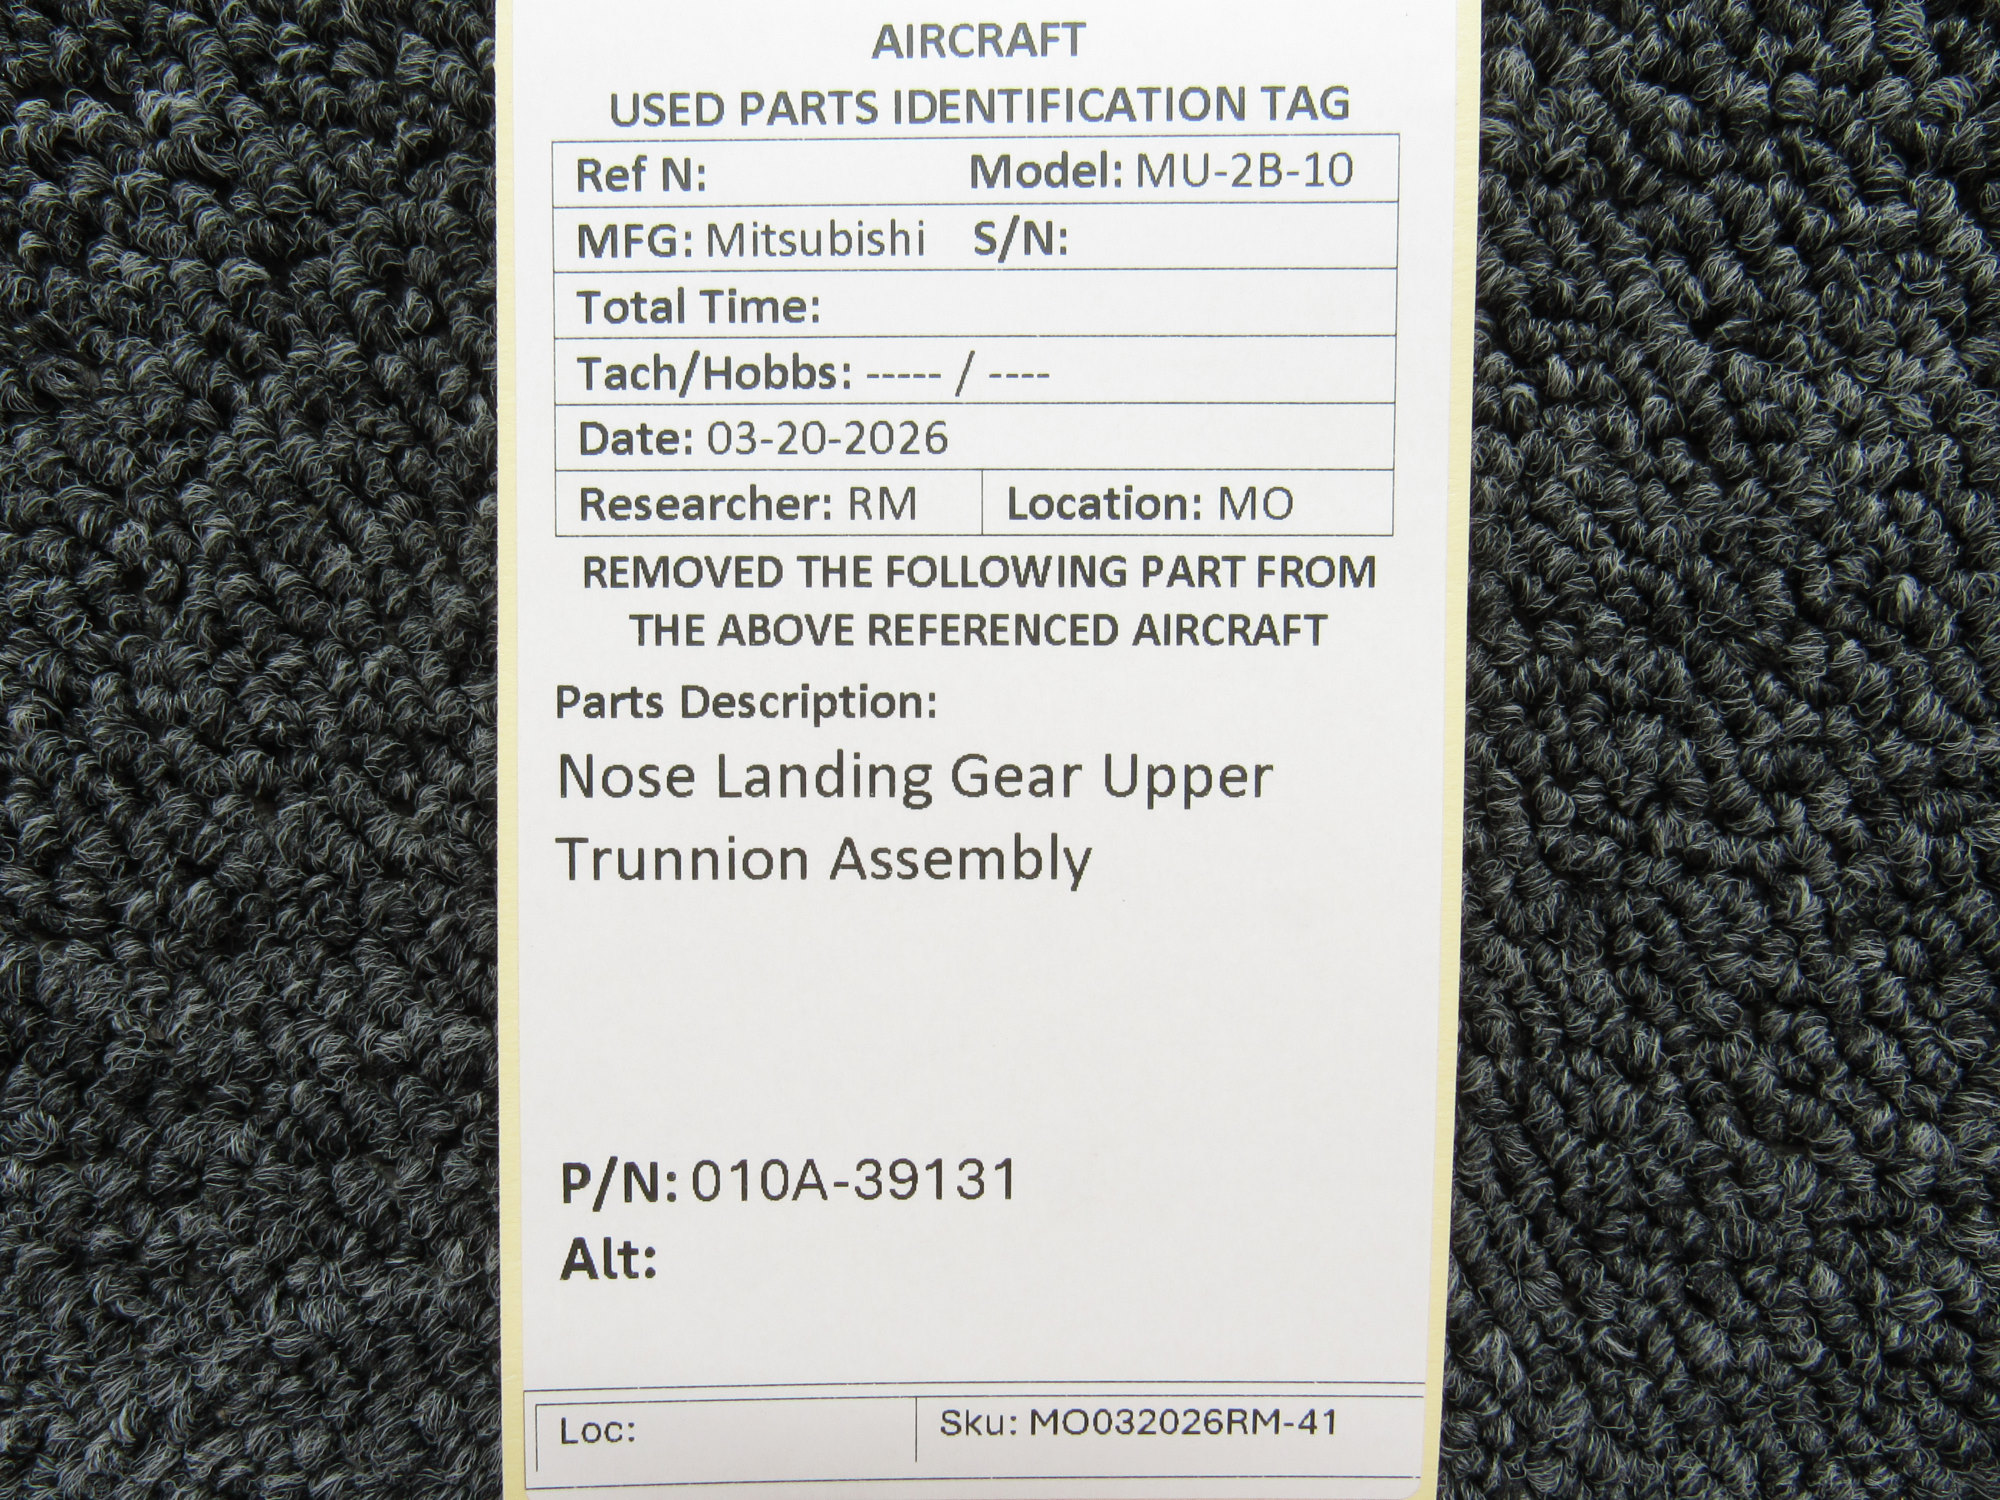 AIRCRAFT
USED PARTS IDENTIFICATION TAG
Ref N: Model: MU-2B-10
MFG: Mitsubishi S/N:
Total Time:
Tach/Hobbs: ----- / ----
Date: 03-20-2026
Researcher: RM Location: MO
REMOVED THE FOLLOWING PART FROM
THE ABOVE REFERENCED AIRCRAFT
Parts Description:
Nose Landing Gear Upper
Trunnion Assembly
P/N: 010A-39131
Alt:
Loc: Sku: MO032026RM-41